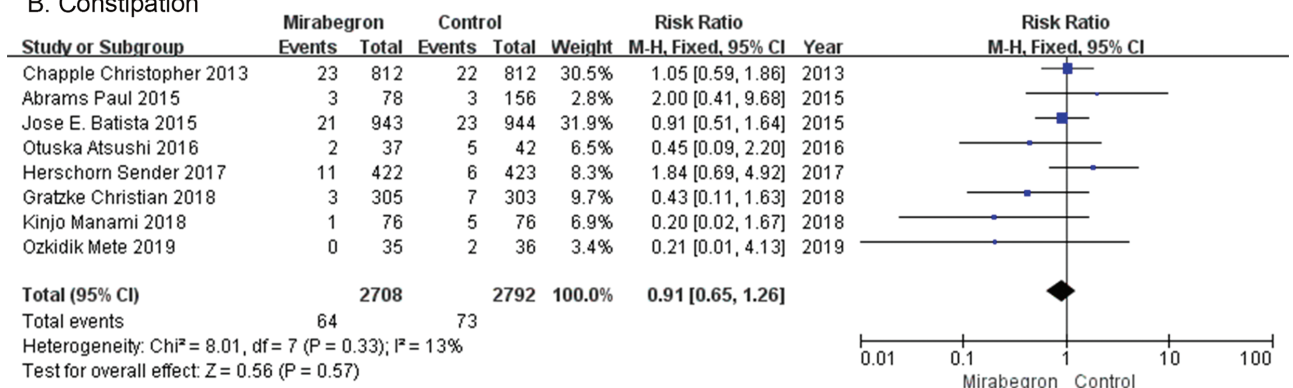 B. Constipation
Mirabegron Control Risk Ratio Risk Ratio
Study or Subgroup Events Total Events Total Weight M-H, Fixed, 95% CI Year M-H, Fixed, 95% CI
Chapple Christopher 2013 23 812 22 812 30.5% 1.05 [0.59, 1.86] 2013
Abrams Paul 2015 3 78 3 156 2.8% 2.00 [0.41, 9.68] 2015
Jose E. Batista 2015 21 943 23 944 31.9% 0.91 [0.51, 1.64] 2015
Otuska Atsushi 2016 2 37 5 42 6.5% 0.45 [0.09, 2.20] 2016
Herschorn Sender 2017 11 422 6 423 8.3% 1.84 [0.69, 4.92] 2017
Gratzke Christian 2018 3 305 7 303 9.7% 0.43 [0.11, 1.63] 2018
Kinjo Manami 2018 1 76 5 76 6.9% 0.20 [0.02, 1.67] 2018
Ozkidik Mete 2019 0 35 2 36 3.4% 0.21 [0.01, 4.13] 2019
Total (95% CI) 2708 2792 100.0% 0.91 [0.65, 1.26]
Total events 64 73
Heterogeneity: Chi² = 8.01, df = 7 (P = 0.33); I² = 13%
Test for overall effect: Z = 0.56 (P = 0.57)
0.01 0.1 1 10 100
Mirabegron Control